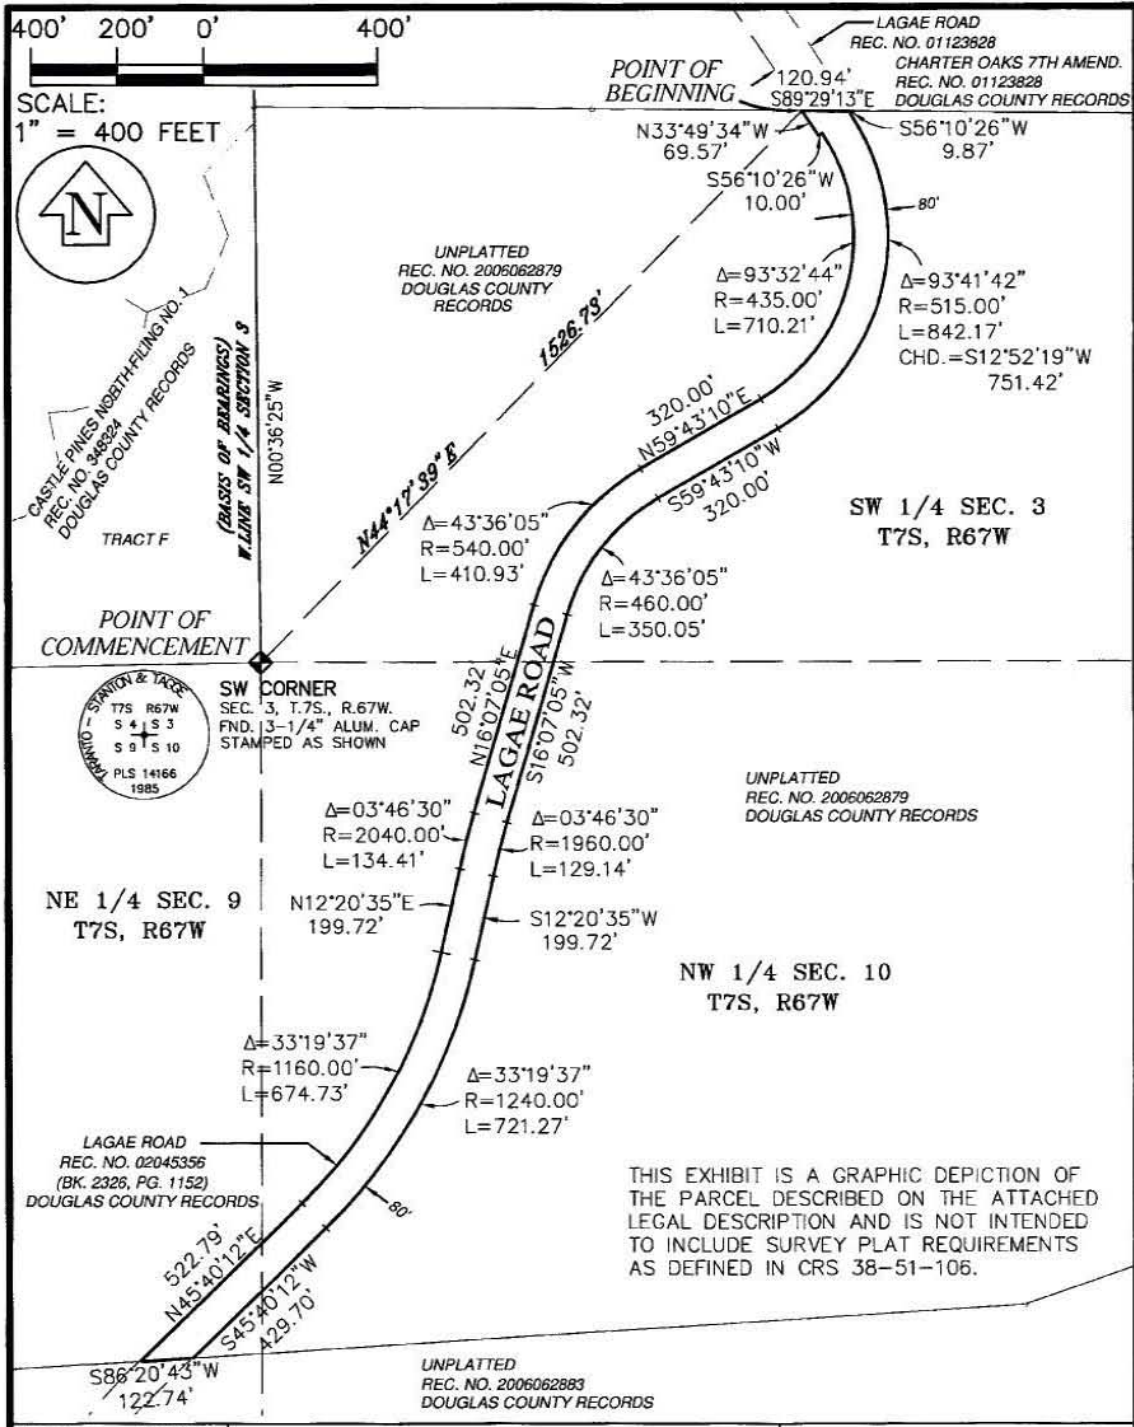 400' 200' 0' 400'
SCALE:
1" = 400 FEET
N
LAGAE ROAD
REC. NO. 01123828
CHARTER OAKS 7TH AMEND.
REC. NO. 01123828
DOUGLAS COUNTY RECORDS
POINT OF
BEGINNING
120.94'
S89°29'13"E
N33°49'34"W
69.57'
S56°10'26"W
9.87'
S56°10'26"W
10.00'
80'
UNPLATTED
REC. NO. 2006062879
DOUGLAS COUNTY
RECORDS
Δ=93°32'44"
R=435.00'
L=710.21'
Δ=93°41'42"
R=515.00'
L=842.17'
CHD.=S12°52'19"W
751.42'
CASTLE PINES NORTH FILING NO. 1
REC. NO. 348324
DOUGLAS COUNTY RECORDS
TRACT F
(BASIS OF BEARINGS)
W.LINE SW 1/4 SECTION 3
N00°36'25"W
1526.73'
N44°17'39"E
320.00'
N59°43'10"E
S59°43'10"W
320.00'
SW 1/4 SEC. 3
T7S, R67W
Δ=43°36'05"
R=540.00'
L=410.93'
Δ=43°36'05"
R=460.00'
L=350.05'
POINT OF
COMMENCEMENT
SW CORNER
SEC. 3, T.7S., R.67W.
FND. 3-1/4" ALUM. CAP
STAMPED AS SHOWN
TARANTO - STANTON & TAGGE
T7S R67W
S 4 S 3
S 9 S 10
PLS 14166
1985
502.32'
N16°07'05"E
LAGAE ROAD
S16°07'05"W
502.32'
UNPLATTED
REC. NO. 2006062879
DOUGLAS COUNTY RECORDS
Δ=03°46'30"
R=2040.00'
L=134.41'
Δ=03°46'30"
R=1960.00'
L=129.14'
NE 1/4 SEC. 9
T7S, R67W
N12°20'35"E
199.72'
S12°20'35"W
199.72'
NW 1/4 SEC. 10
T7S, R67W
Δ=33°19'37"
R=1160.00'
L=674.73'
Δ=33°19'37"
R=1240.00'
L=721.27'
LAGAE ROAD
REC. NO. 02045356
(BK. 2326, PG. 1152)
DOUGLAS COUNTY RECORDS
80'
THIS EXHIBIT IS A GRAPHIC DEPICTION OF
THE PARCEL DESCRIBED ON THE ATTACHED
LEGAL DESCRIPTION AND IS NOT INTENDED
TO INCLUDE SURVEY PLAT REQUIREMENTS
AS DEFINED IN CRS 38-51-106.
522.79'
N45°40'12"E
S45°40'12"W
429.70'
S86°20'43"W
122.74'
UNPLATTED
REC. NO. 2006062883
DOUGLAS COUNTY RECORDS